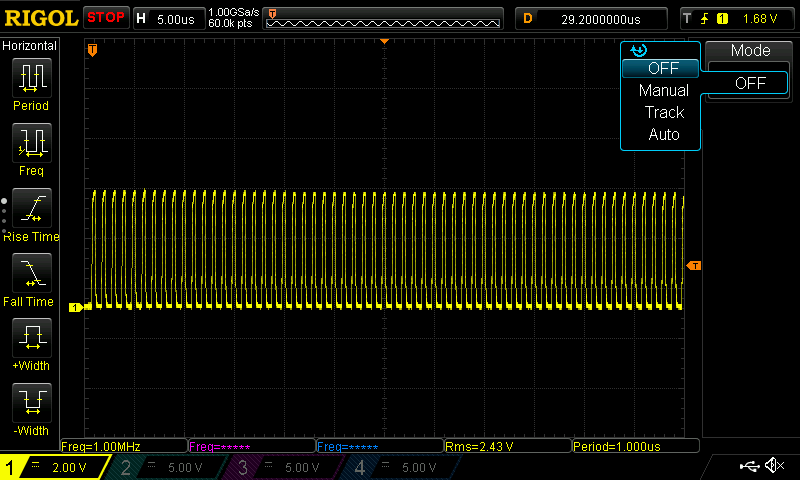 RIGOL STOP H 5.00us 1.00GSa/s 60.0k pts D 29.2000000us T 1 1.68 V
Horizontal
Period
Freq
Rise Time
Fall Time
+Width
-Width
T
T
1
OFF
Manual
Track
Auto
Mode
OFF
Freq=1.00MHz Freq=***** Freq=***** Rms=2.43 V Period=1.000us
1 2.00 V 2 5.00 V 3 5.00 V 4 5.00 V